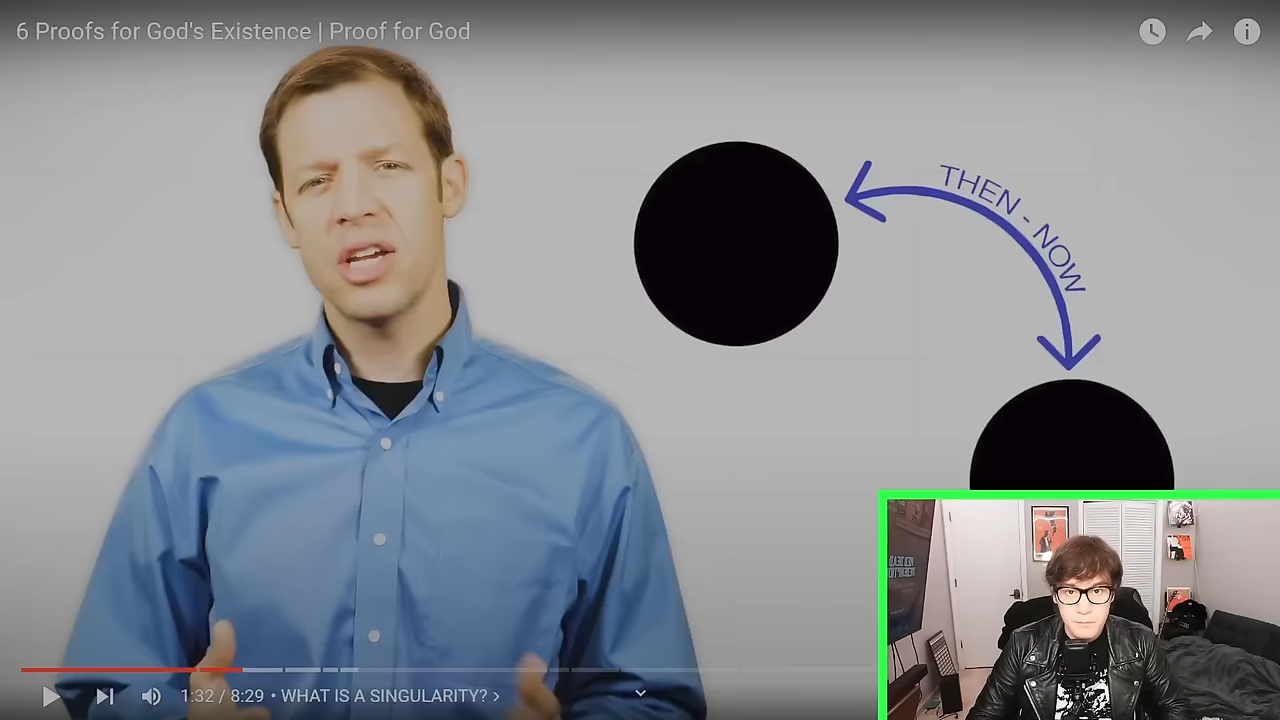 6 Proofs for God's Existence | Proof for God
THEN - NOW
1:32 / 8:29 • WHAT IS A SINGULARITY? >